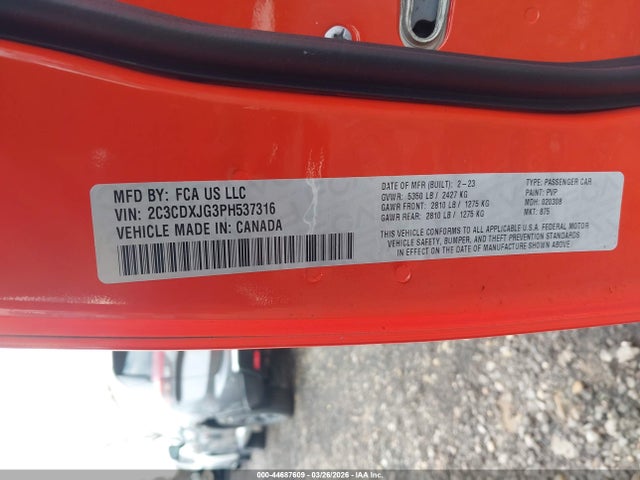 MFD BY: FCA US LLC
VIN: 2C3CDXJG3PH537316
VEHICLE MADE IN: CANADA
DATE OF MFR (BUILT): 2-23
GVWR: 5350 LB / 2427 KG
GAWR FRONT: 2810 LB / 1275 KG
GAWR REAR: 2810 LB / 1275 KG
TYPE: PASSENGER CAR
PAINT: PVP
MDH: 020308
MKT: 875
THIS VEHICLE CONFORMS TO ALL APPLICABLE U.S.A. FEDERAL MOTOR
VEHICLE SAFETY, BUMPER, AND THEFT PREVENTION STANDARDS
IN EFFECT ON THE DATE OF MANUFACTURE SHOWN ABOVE.
000-44687609 - 03/26/2026 - IAA Inc.